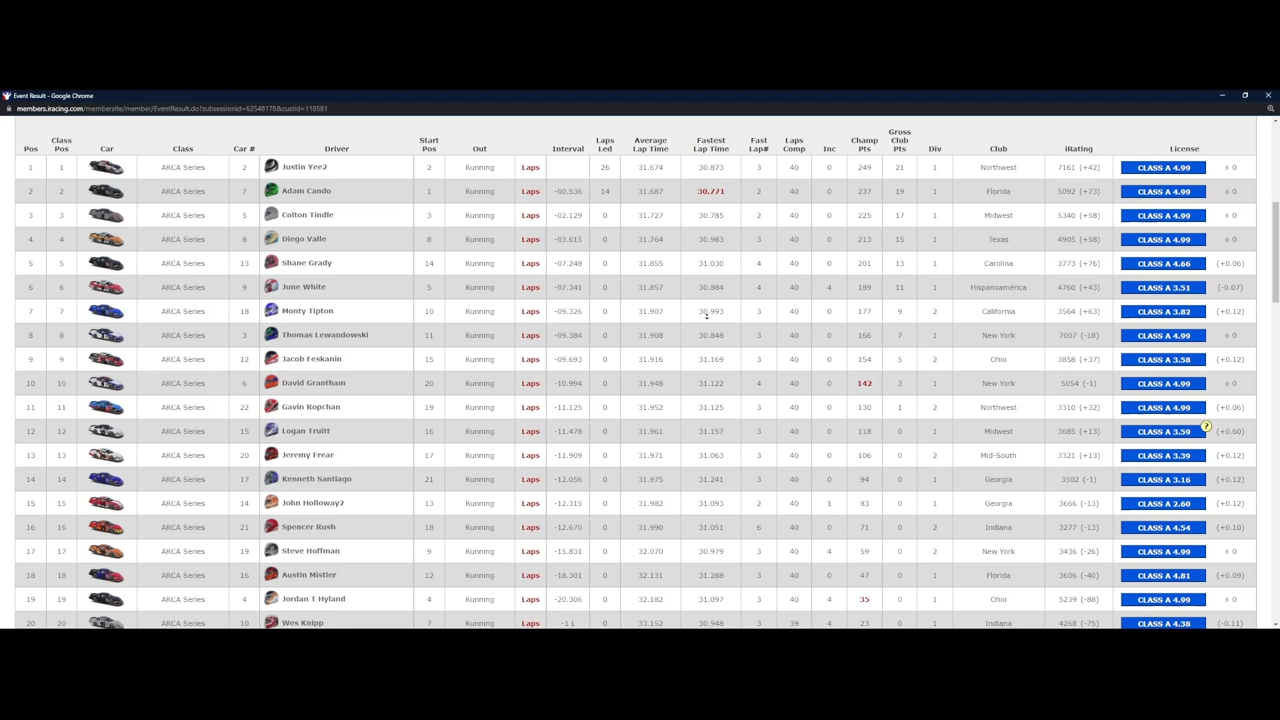 Event Result - Google Chrome
members.iracing.com/membersite/member/EventResult.do?subsessionid=62548178&custid=118581
Pos Class Pos Car Class Car # Driver Start Pos Out Interval Laps Led Average Lap Time Fastest Lap Time Fast Lap# Laps Comp Inc Champ Pts Gross Club Pts Div Club iRating License
1 1 ARCA Series 2 Justin Yee2 2 Running Laps 26 31.674 30.873 3 40 0 249 21 1 Northwest 7161 (+42) CLASS A 4.99 ± 0
2 2 ARCA Series 7 Adam Cando 1 Running Laps -00.536 14 31.687 30.771 2 40 0 237 19 1 Florida 5092 (+73) CLASS A 4.99 ± 0
3 3 ARCA Series 5 Colton Tindle 3 Running Laps -02.129 0 31.727 30.785 2 40 0 225 17 1 Midwest 5340 (+58) CLASS A 4.99 ± 0
4 4 ARCA Series 8 Diego Valle 8 Running Laps -03.615 0 31.764 30.983 3 40 0 213 15 1 Texas 4905 (+58) CLASS A 4.99 ± 0
5 5 ARCA Series 13 Shane Grady 14 Running Laps -07.248 0 31.855 31.030 4 40 0 201 13 1 Carolina 3773 (+76) CLASS A 4.66 (+0.06)
6 6 ARCA Series 9 June White 5 Running Laps -07.341 0 31.857 30.884 3 40 4 189 11 1 Hispanoamérica 4760 (+43) CLASS A 3.51 (-0.07)
7 7 ARCA Series 18 Monty Tipton 10 Running Laps -09.326 0 31.907 30.993 3 40 0 177 9 2 California 3564 (+63) CLASS A 3.82 (+0.12)
8 8 ARCA Series 3 Thomas Lewandowski 11 Running Laps -09.384 0 31.908 30.848 3 40 0 166 7 1 New York 7007 (-18) CLASS A 4.99 ± 0
9 9 ARCA Series 12 Jacob Feskanin 15 Running Laps -09.693 0 31.916 31.169 3 40 0 154 5 2 Ohio 3858 (+37) CLASS A 3.58 (+0.12)
10 10 ARCA Series 6 David Grantham 20 Running Laps -10.994 0 31.948 31.122 4 40 0 142 3 1 New York 5054 (-1) CLASS A 4.99 ± 0
11 11 ARCA Series 22 Gavin Ropchan 19 Running Laps -11.125 0 31.952 31.125 3 40 0 130 1 2 Northwest 3310 (+32) CLASS A 4.99 (+0.06)
12 12 ARCA Series 15 Logan Truitt 16 Running Laps -11.478 0 31.961 31.157 3 40 0 118 0 1 Midwest 3685 (+13) CLASS A 3.59 ? (+0.60)
13 13 ARCA Series 20 Jeremy Frear 17 Running Laps -11.909 0 31.971 31.063 3 40 0 106 0 2 Mid-South 3321 (+13) CLASS A 3.39 (+0.12)
14 14 ARCA Series 17 Kenneth Santiago 21 Running Laps -12.056 0 31.975 31.241 3 40 0 94 0 1 Georgia 3502 (-1) CLASS A 3.16 (+0.12)
15 15 ARCA Series 14 John Holloway2 13 Running Laps -12.315 0 31.982 31.093 2 40 1 83 0 1 Georgia 3666 (-13) CLASS A 2.60 (+0.12)
16 16 ARCA Series 21 Spencer Rush 18 Running Laps -12.670 0 31.990 31.051 6 40 0 71 0 2 Indiana 3277 (-13) CLASS A 4.54 (+0.10)
17 17 ARCA Series 19 Steve Hoffman 9 Running Laps -15.831 0 32.070 30.979 3 40 4 59 0 2 New York 3436 (-26) CLASS A 4.99 ± 0
18 18 ARCA Series 16 Austin Mistler 12 Running Laps -18.301 0 32.131 31.288 3 40 0 47 0 1 Florida 3606 (-40) CLASS A 4.81 (+0.09)
19 19 ARCA Series 4 Jordan T Hyland 4 Running Laps -20.306 0 32.182 31.097 3 40 4 35 0 1 Ohio 5239 (-88) CLASS A 4.99 ± 0
20 20 ARCA Series 10 Wes Knipp 7 Running Laps -1 L 0 33.152 30.948 3 39 4 23 0 1 Indiana 4268 (-75) CLASS A 4.38 (-0.11)